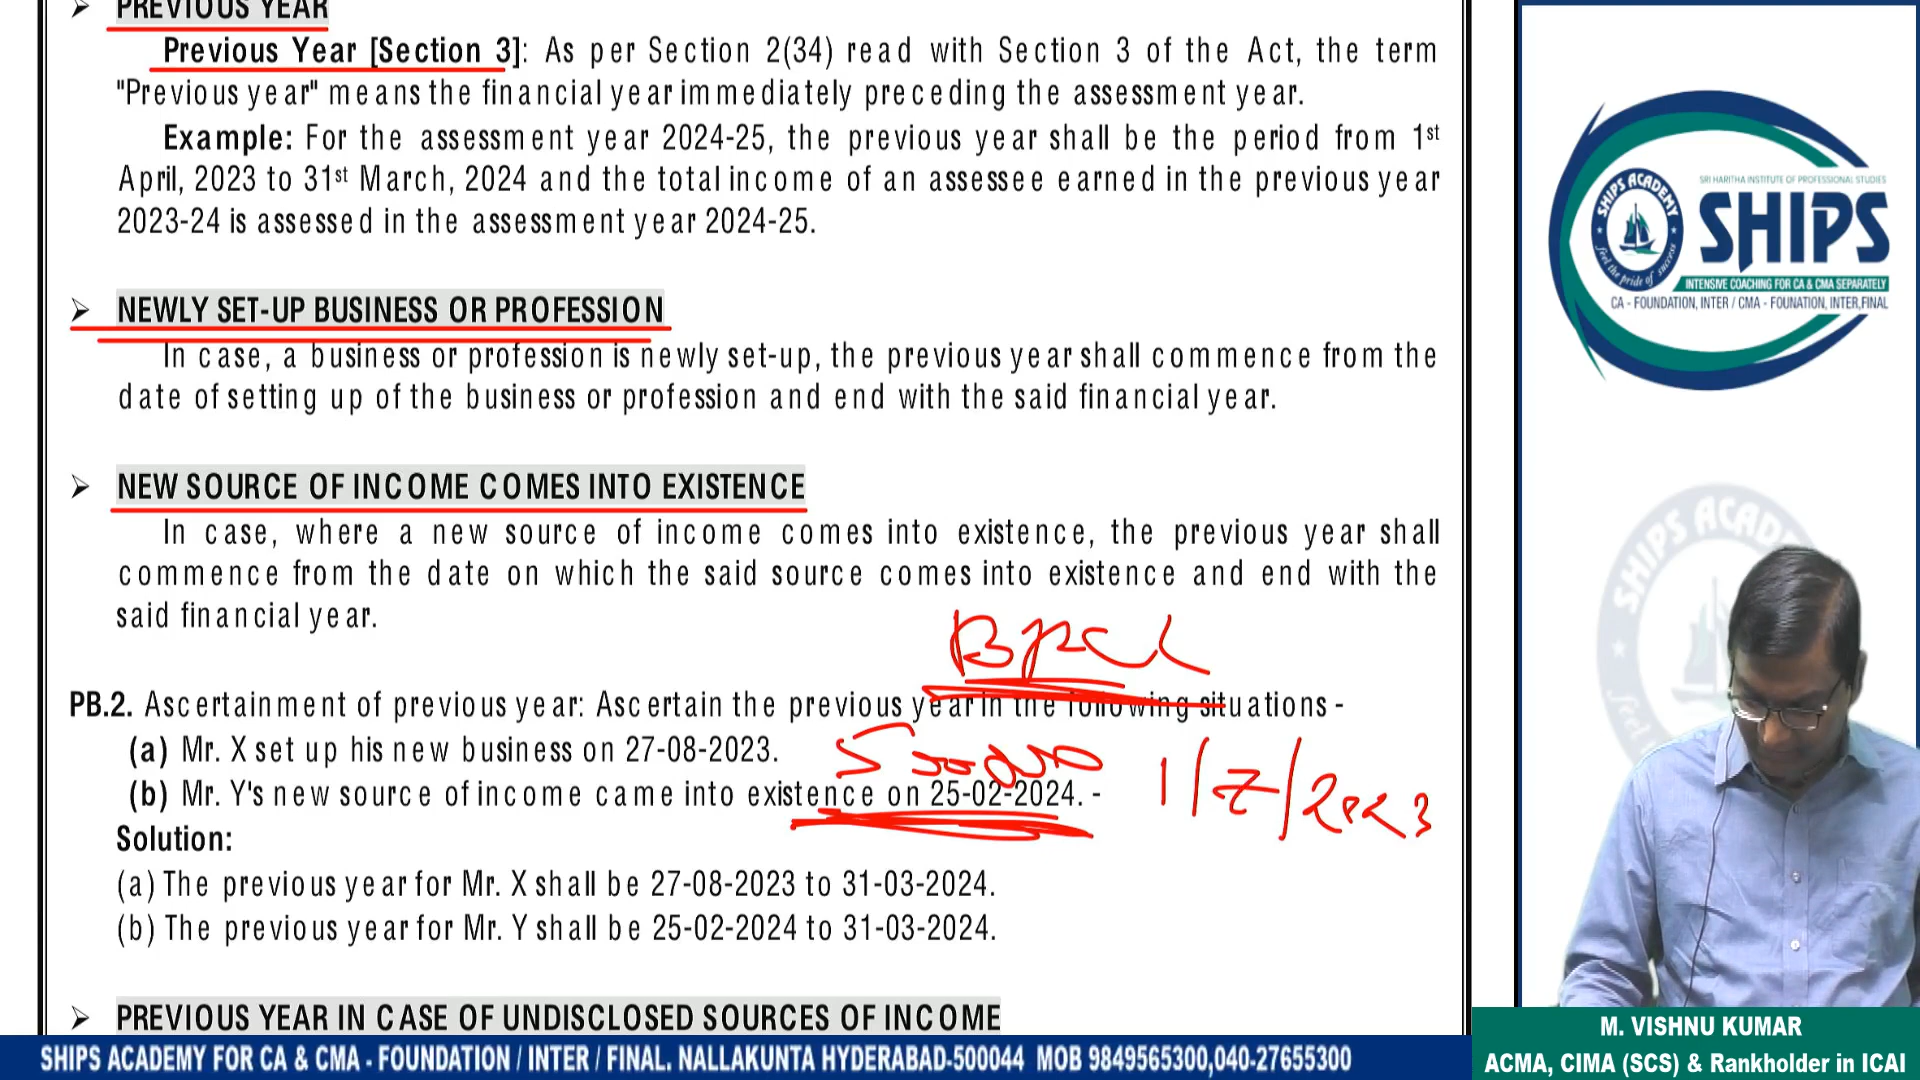 PREVIOUS YEAR
Previous Year [Section 3]: As per Section 2(34) read with Section 3 of the Act, the term
"Previous year" means the financial year immediately preceding the assessment year.
Example: For the assessment year 2024-25, the previous year shall be the period from 1st
April, 2023 to 31st March, 2024 and the total income of an assessee earned in the previous year
2023-24 is assessed in the assessment year 2024-25.
NEWLY SET-UP BUSINESS OR PROFESSION
In case, a business or profession is newly set-up, the previous year shall commence from the
date of setting up of the business or profession and end with the said financial year.
NEW SOURCE OF INCOME COMES INTO EXISTENCE
In case, where a new source of income comes into existence, the previous year shall
commence from the date on which the said source comes into existence and end with the
said financial year.
BPCL
PB.2. Ascertainment of previous year: Ascertain the previous year in the following situations -
(a) Mr. X set up his new business on 27-08-2023.
500000
1/7/2023
(b) Mr. Y's new source of income came into existence on 25-02-2024. -
Solution:
(a) The previous year for Mr. X shall be 27-08-2023 to 31-03-2024.
(b) The previous year for Mr. Y shall be 25-02-2024 to 31-03-2024.
PREVIOUS YEAR IN CASE OF UNDISCLOSED SOURCES OF INCOME
SHIPS ACADEMY FOR CA & CMA - FOUNDATION / INTER / FINAL. NALLAKUNTA HYDERABAD-500044 MOB 9849565300,040-27655300
SRI HARITHA INSTITUTE OF PROFESSIONAL STUDIES
SHIPS ACADEMY
feel the pride of success
SHIPS
INTENSIVE COACHING FOR CA & CMA SEPARATELY
CA - FOUNDATION, INTER / CMA - FOUNATION, INTER,FINAL
SHIPS ACADEM
feel
M. VISHNU KUMAR
ACMA, CIMA (SCS) & Rankholder in ICAI